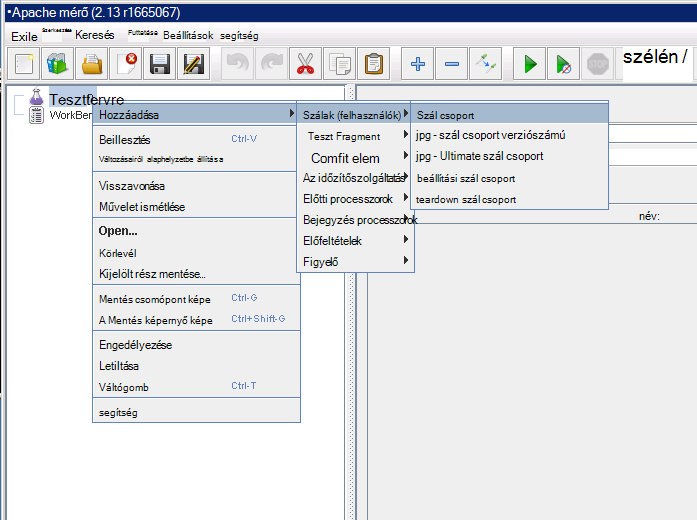 Apache mérő (2.13 r1665067)
Exile Szerkesztés Keresés Futtatása Beállítások segítség
STOP
szélén /
Tesztfervre
WorkBen
Hozzáadása
Beillesztés Ctrl-V
Változásairól alaphelyzetbe állítása
Visszavonása
Művelet ismétlése
Open...
Körlevél
Kijelölt rész mentése...
Mentés csomópont képe Ctrl-G
A Mentés képernyő képe Ctrl+Shift-G
Engedélyezése
Letiltása
Váltógomb Ctrl-T
segítség
Szálak (felhasználók)
Teszt Fragment
Comfit elem
Az időzítőszolgáltatás
Előtti processzorok
Bejegyzés processzorok
Előfeltételek
Figyelő
Szál csoport
jpg - szál csoport verziószámú
jpg - Ultimate szál csoport
beállítási szál csoport
teardown szál csoport
név: